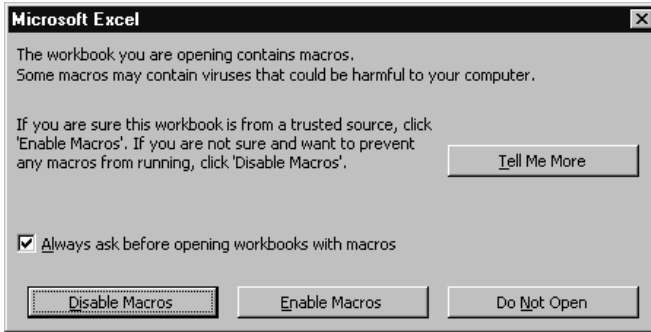 Microsoft Excel
The workbook you are opening contains macros.
Some macros may contain viruses that could be harmful to your computer.
If you are sure this workbook is from a trusted source, click
'Enable Macros'. If you are not sure and want to prevent
any macros from running, click 'Disable Macros'.
Tell Me More
Always ask before opening workbooks with macros
Disable Macros
Enable Macros
Do Not Open